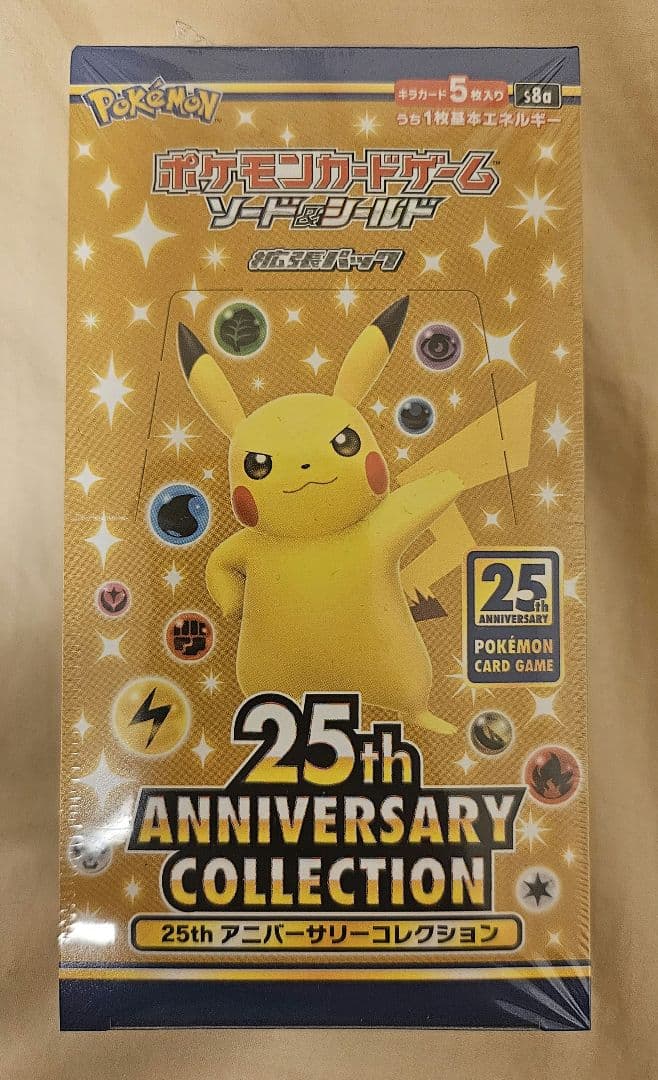 POKéMON
キラカード5枚入り
s8a
うち1枚基本エネルギー
ポケモンカードゲーム
ソード&シールド
拡張パック
25th
ANNIVERSARY
POKÉMON
CARD GAME
25th
ANNIVERSARY
COLLECTION
25th アニバーサリーコレクション